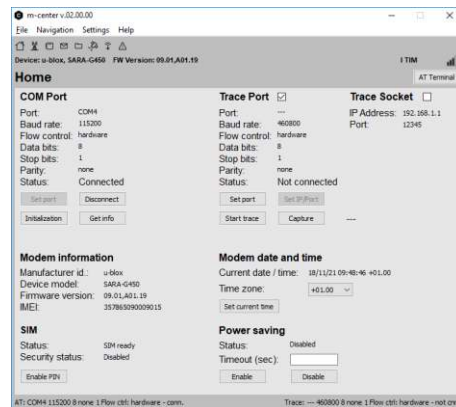 m-center v.02.00.00
File Navigation Settings Help
Device: u-blox, SARA-G450 FW Version: 09.01,A01.19 I TIM
Home AT Terminal
COM Port
Port: COM4
Baud rate: 115200
Flow control: hardware
Data bits: 8
Stop bits: 1
Parity: none
Status: Connected
Set port Disconnect
Initialization Get info
Trace Port
Port: ---
Baud rate: 460800
Flow control: hardware
Data bits: 8
Stop bits: 1
Parity: none
Status: Not connected
Set port Set IP/Port
Start trace Capture ---
Trace Socket
IP Address: 192.168.1.1
Port: 12345
Modem information
Manufacturer id.: u-blox
Device model: SARA-G450
Firmware version: 09.01,A01.19
IMEI: 357865090009015
Modem date and time
Current date / time: 18/11/21 09:48:46 +01.00
Time zone: +01.00
Set current time
SIM
Status: SIM ready
Security status: Disabled
Enable PIN
Power saving
Status: Disabled
Timeout (sec):
Enable Disable
AT: COM4 115200 8 none 1 Flow ctrl: hardware - conn. Trace: --- 460800 8 none 1 Flow ctrl: hardware - not cnt